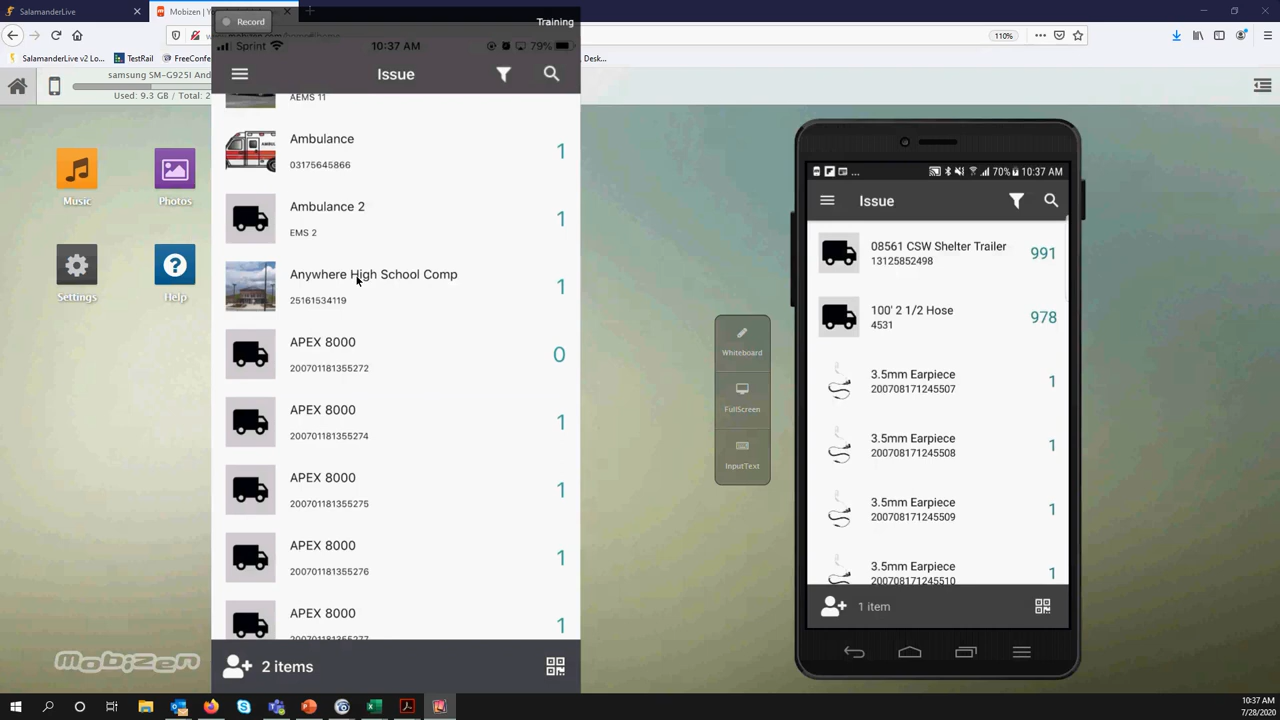 SalamanderLive
Mobizen |
Record
Training
110%
SalamanderLive v2 Lo...
TestRail
FreeConfe
Desk...
samsung SM-G925I And
Used: 9.3 GB / Total: 2
Music
Photos
Settings
Help
Mobizen
Sprint
10:37 AM
79%
Issue
AEMS 11
Ambulance
03175645866
1
Ambulance 2
EMS 2
1
Anywhere High School Comp
25161534119
1
APEX 8000
200701181355272
0
APEX 8000
200701181355274
1
APEX 8000
200701181355275
1
APEX 8000
200701181355276
1
APEX 8000
200701181355277
1
2 items
Whiteboard
FullScreen
InputText
...
70%
10:37 AM
Issue
08561 CSW Shelter Trailer
13125852498
991
100' 2 1/2 Hose
4531
978
3.5mm Earpiece
200708171245507
1
3.5mm Earpiece
200708171245508
1
3.5mm Earpiece
200708171245509
1
3.5mm Earpiece
200708171245510
1
1 item
10:37 AM
7/28/2020